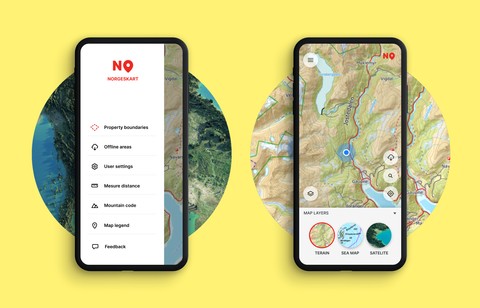 NO
NORGESKART
Property boundaries
Offline areas
User settings
Mesure distance
Mountain code
Map legend
Feedback
NO
MAP LAYERS
TERAIN
SEA MAP
SATELITE